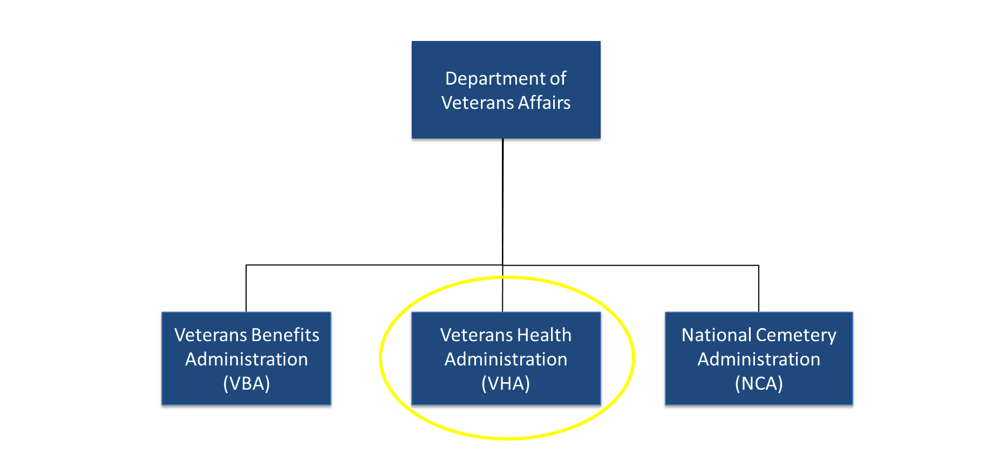 Department of
Veterans Affairs
Veterans Benefits
Administration
(VBA)
Veterans Health
Administration
(VHA)
National Cemetery
Administration
(NCA)